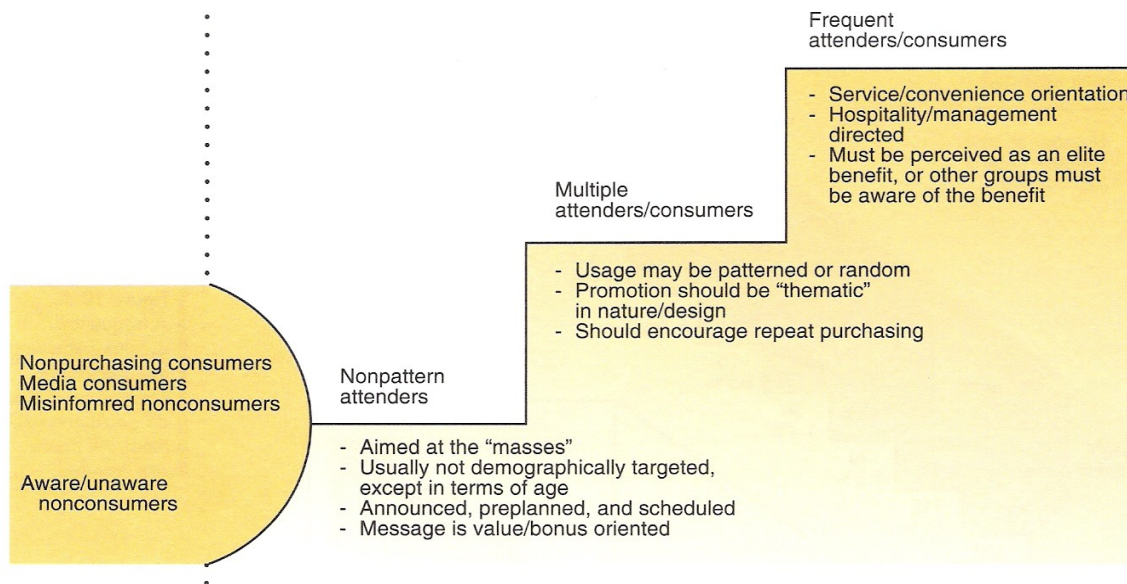 Frequent
attenders/consumers
- Service/convenience orientation
- Hospitality/management
directed
- Must be perceived as an elite
benefit, or other groups must
be aware of the benefit
Multiple
attenders/consumers
- Usage may be patterned or random
- Promotion should be “thematic”
in nature/design
- Should encourage repeat purchasing
Nonpurchasing consumers
Media consumers
Misinfomred nonconsumers
Aware/unaware
nonconsumers
Nonpattern
attenders
- Aimed at the “masses”
- Usually not demographically targeted,
except in terms of age
- Announced, preplanned, and scheduled
- Message is value/bonus oriented